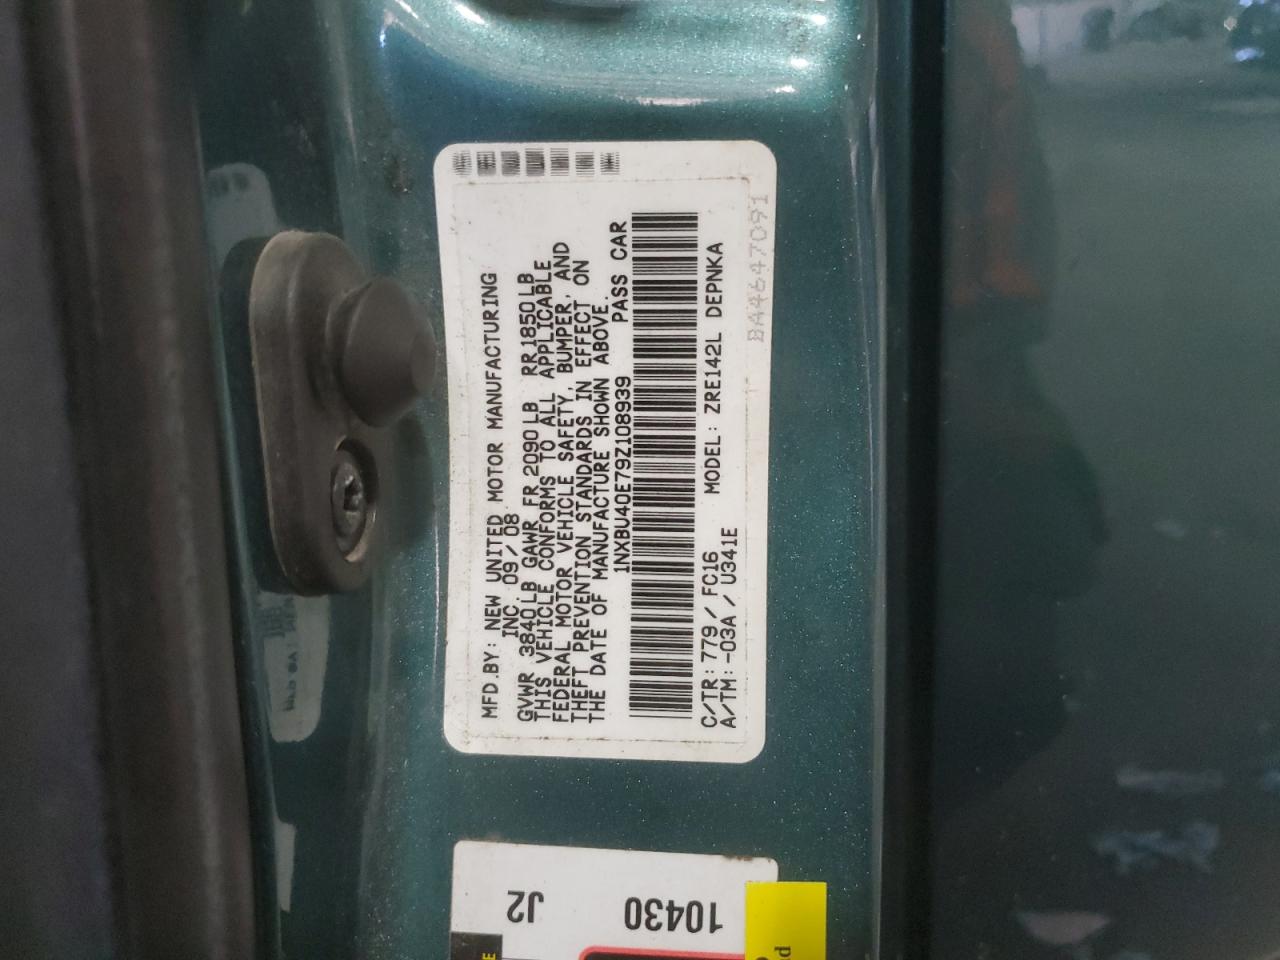 MFD.BY: NEW UNITED MOTOR MANUFACTURING
INC. 09/08
GVWR 3840LB GAWR FR 2090LB RR1850LB
THIS VEHICLE CONFORMS TO ALL APPLICABLE
FEDERAL MOTOR VEHICLE SAFETY, BUMPER, AND
THEFT PREVENTION STANDARDS IN EFFECT ON
THE DATE OF MANUFACTURE SHOWN ABOVE.
1NXBU40E79Z108939 PASS CAR
C/TR: 779/FC16 MODEL: ZRE142L DEPNKA
A/TM: -03A/U341E
BA4647091
J2
10430